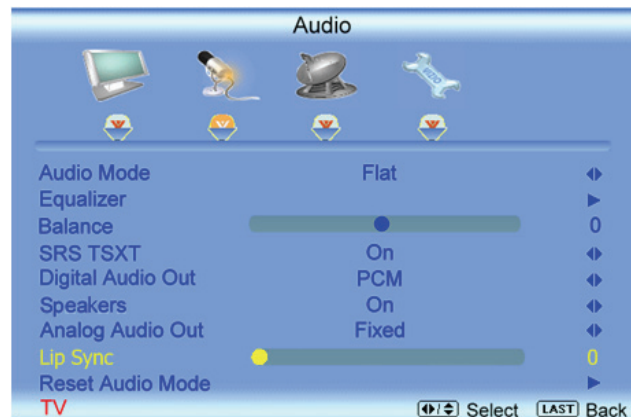 Audio
VIZIO
Audio Mode Flat
Equalizer
Balance 0
SRS TSXT On
Digital Audio Out PCM
Speakers On
Analog Audio Out Fixed
Lip Sync 0
Reset Audio Mode
TV Select LAST Back